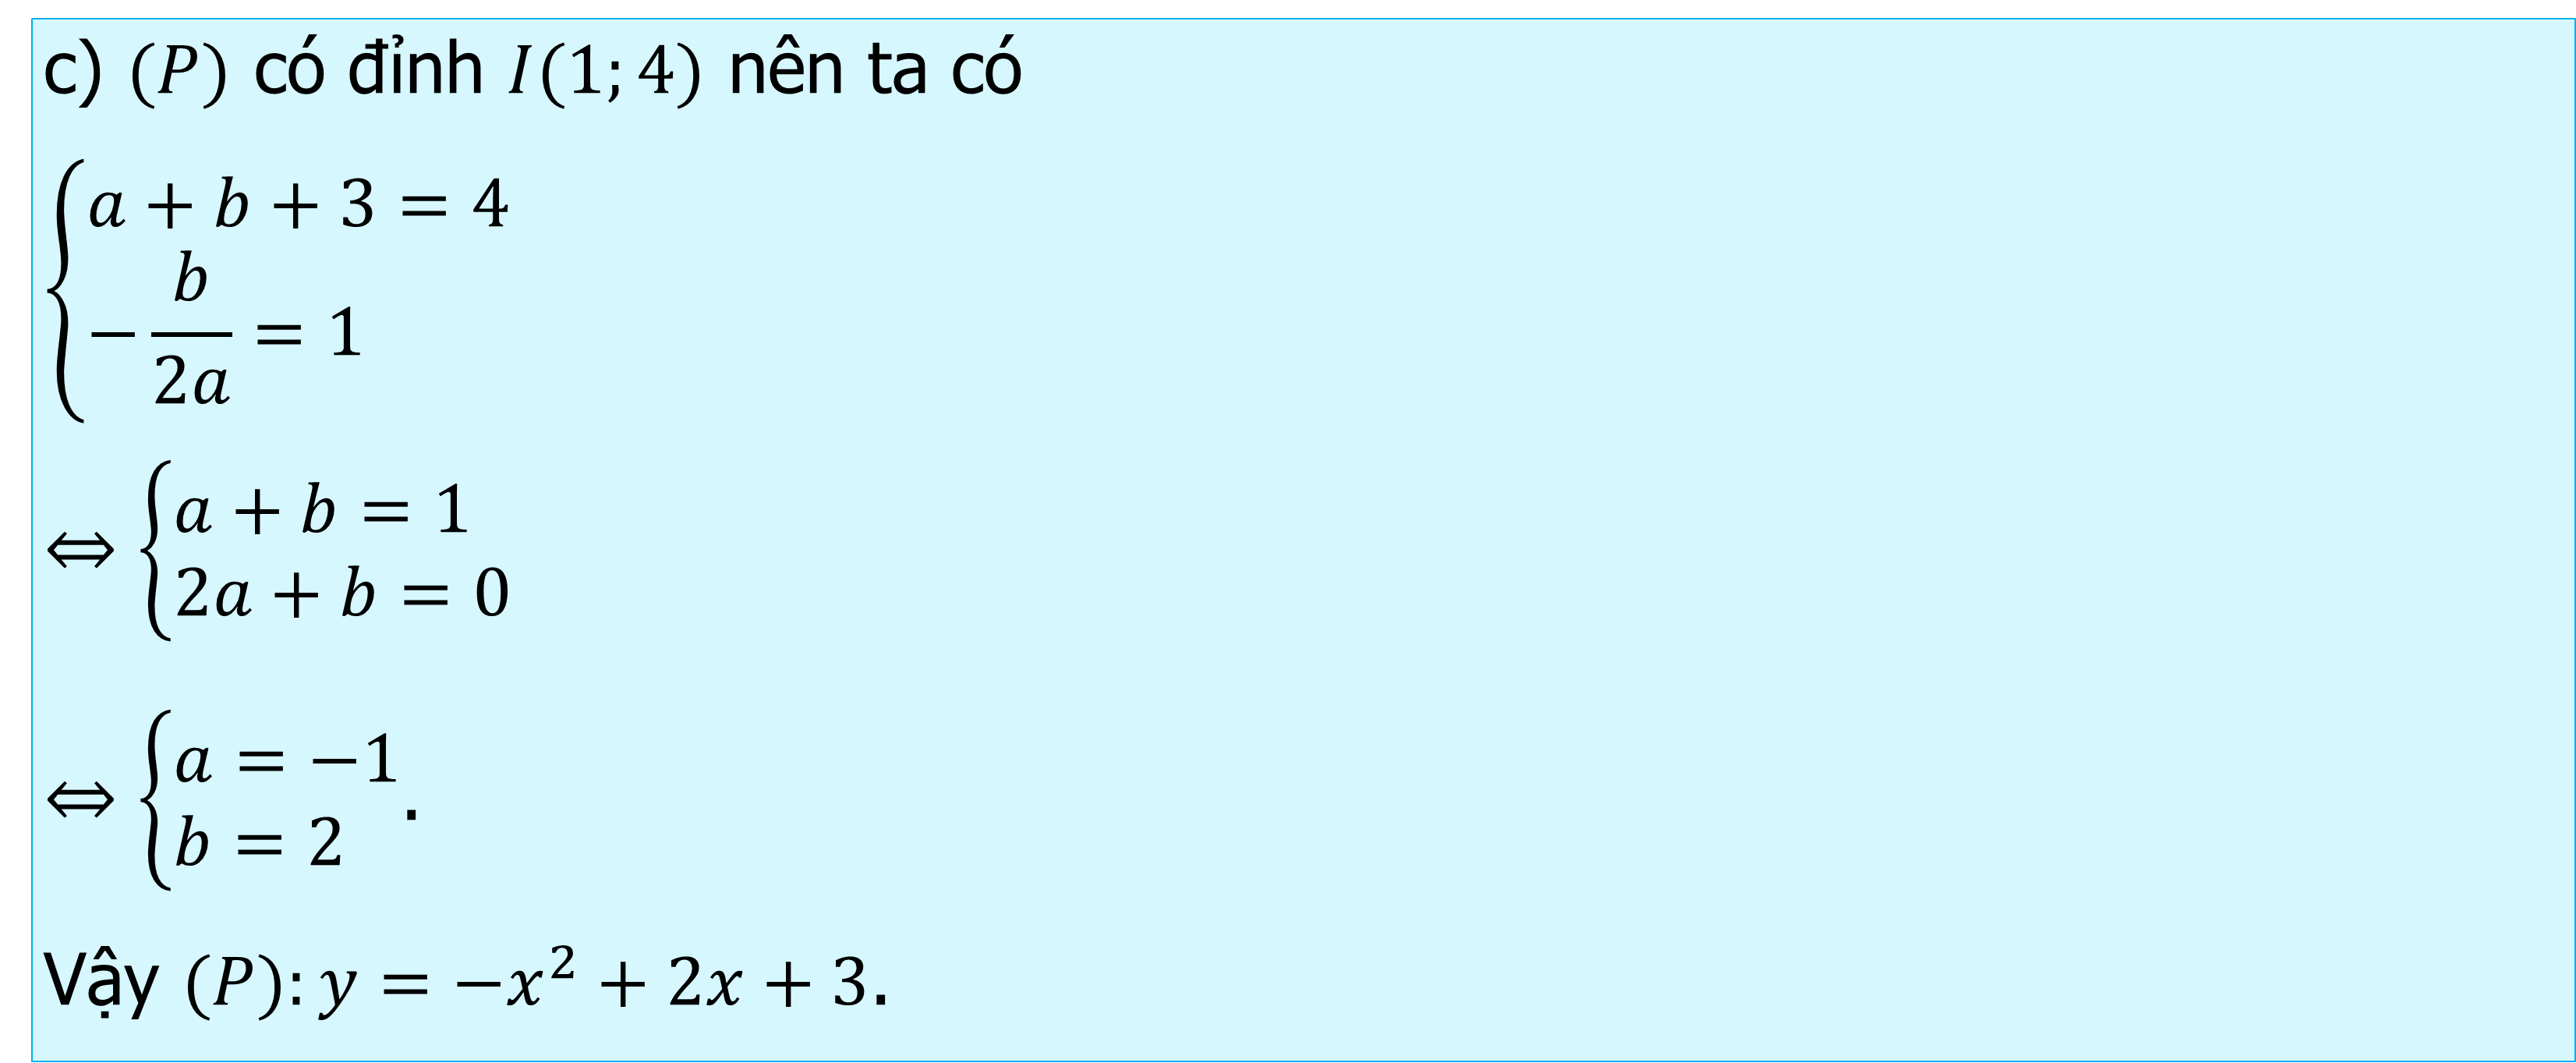 c) (P) có đỉnh I(1; 4) nên ta có
{a + b + 3 = 4
−b/2a = 1
⇔ {a + b = 1
2a + b = 0
⇔ {a = −1
b = 2.
Vậy (P): y = −x² + 2x + 3.